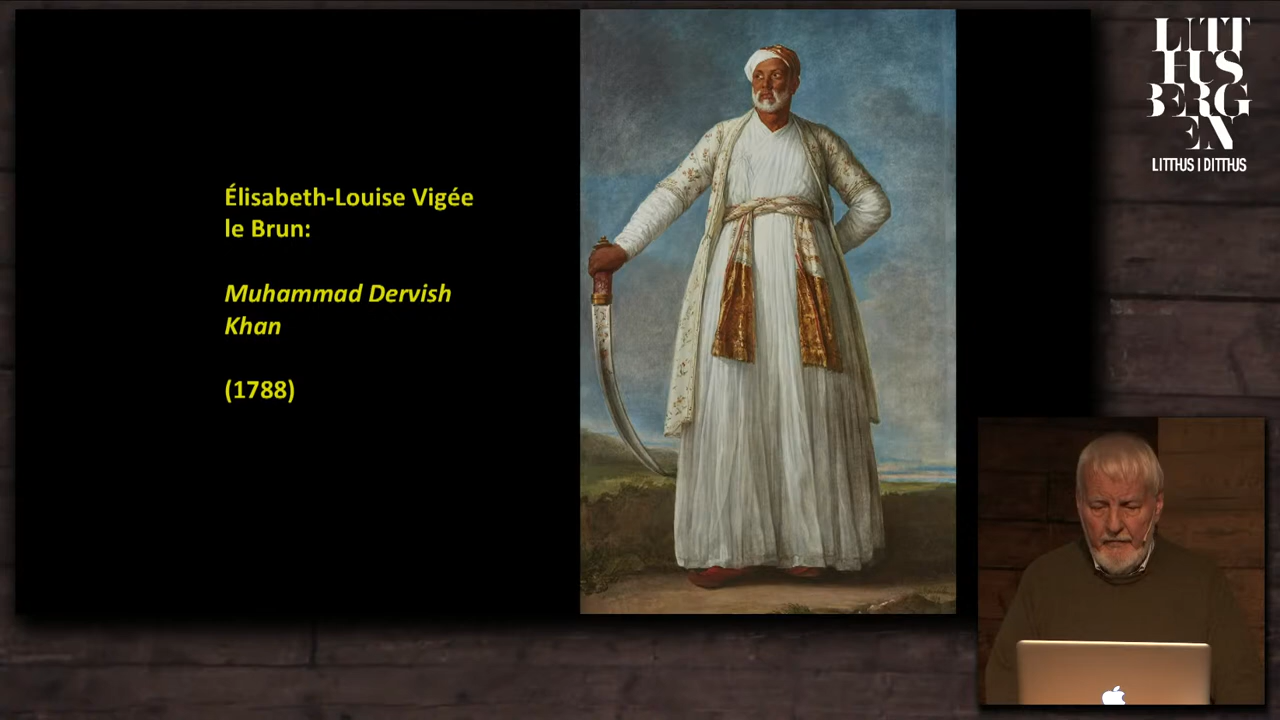 Élisabeth-Louise Vigée
le Brun:
Muhammad Dervish
Khan
(1788)
LITT
HUS
BERG
EN
LITTHUS I DITTHUS